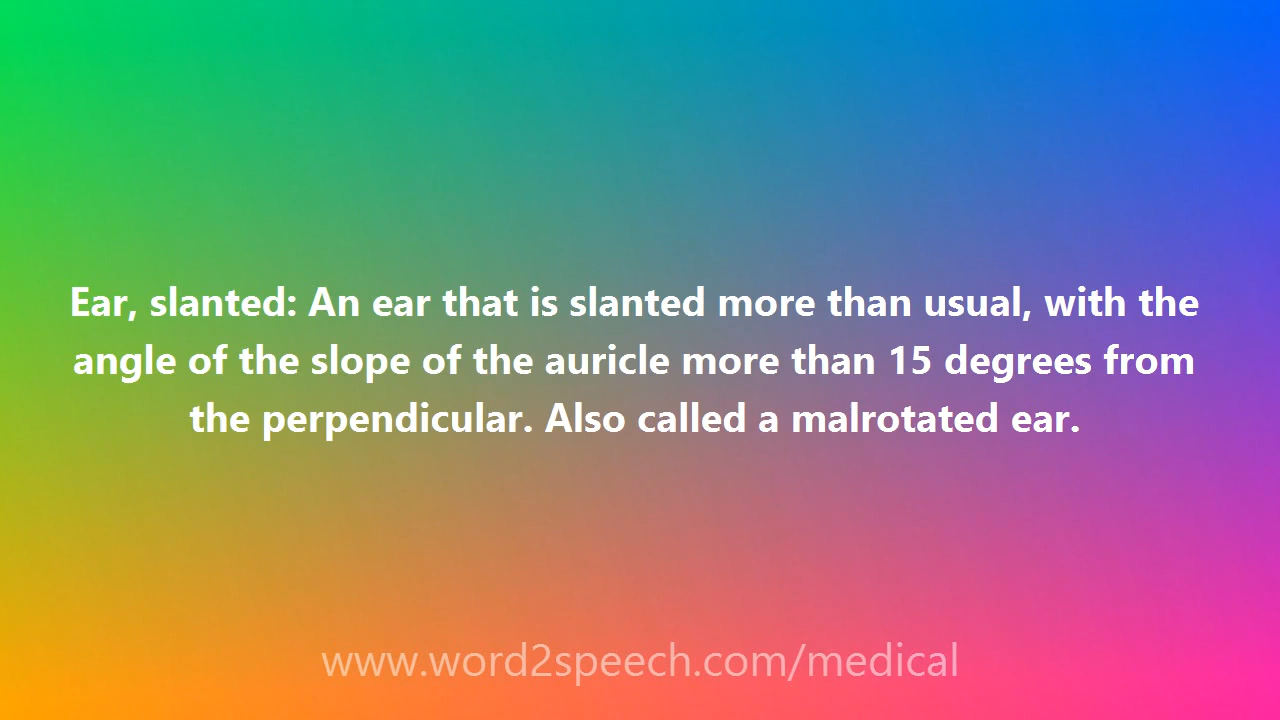 Ear, slanted: An ear that is slanted more than usual, with the
angle of the slope of the auricle more than 15 degrees from
the perpendicular. Also called a malrotated ear.
www.word2speech.com/medical